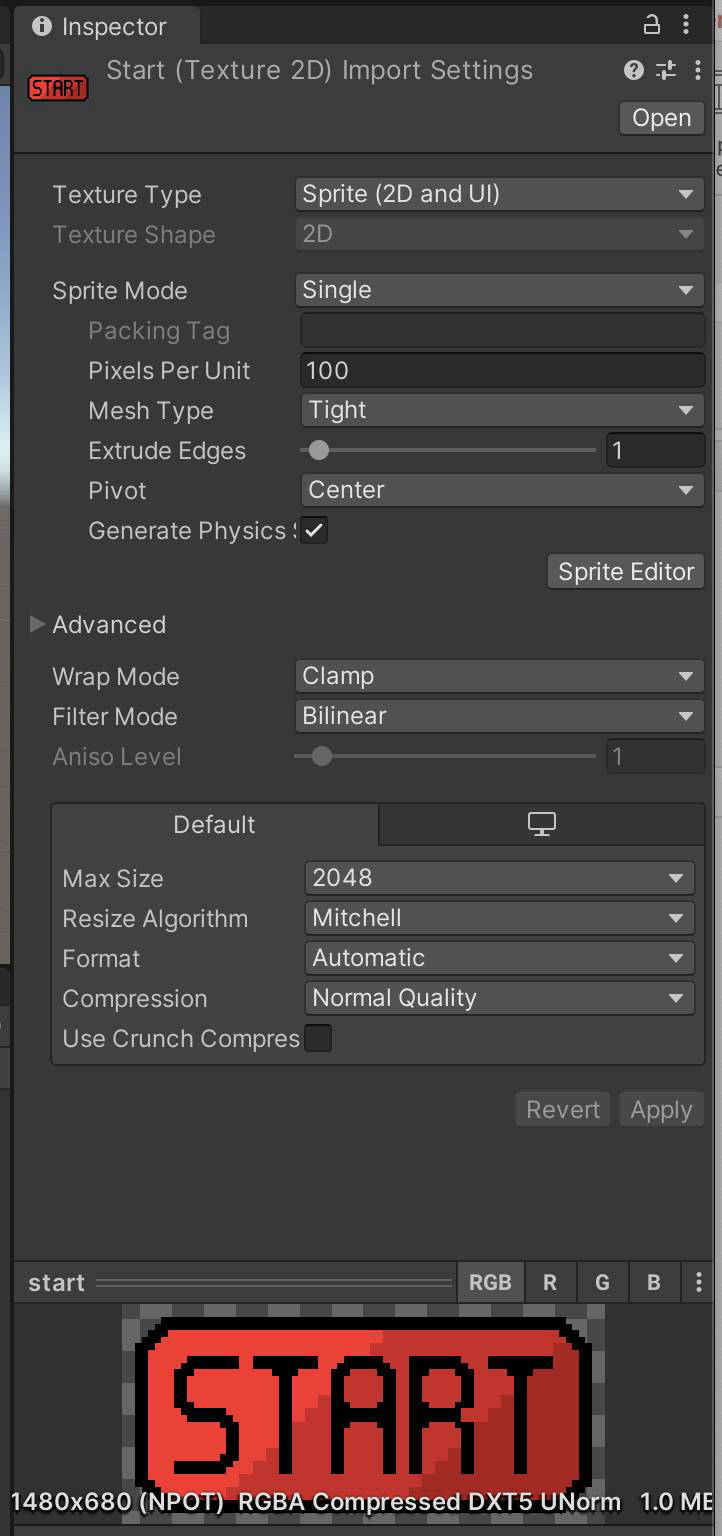 Inspector
Start (Texture 2D) Import Settings
START
Open
Texture Type Sprite (2D and UI)
Texture Shape 2D
Sprite Mode Single
Packing Tag
Pixels Per Unit 100
Mesh Type Tight
Extrude Edges 1
Pivot Center
Generate Physics
Sprite Editor
Advanced
Wrap Mode Clamp
Filter Mode Bilinear
Aniso Level 1
Default
Max Size 2048
Resize Algorithm Mitchell
Format Automatic
Compression Normal Quality
Use Crunch Compres
Revert Apply
start RGB R G B
START
1480x680 (NPOT) RGBA Compressed DXT5 UNorm 1.0 MB